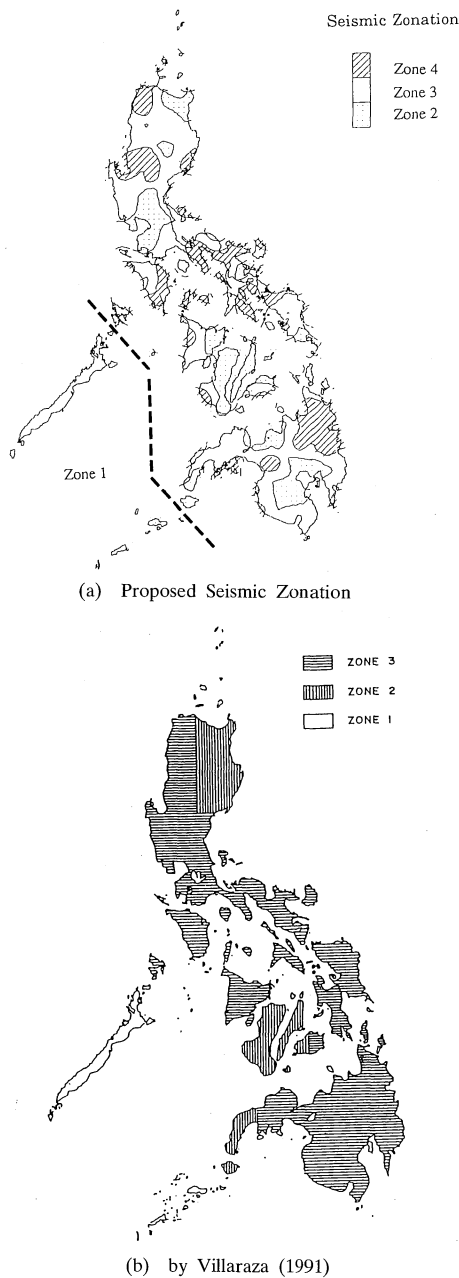 Seismic Zonation
Zone 4
Zone 3
Zone 2
Zone 1
(a) Proposed Seismic Zonation
ZONE 3
ZONE 2
ZONE 1
(b) by Villaraza (1991)